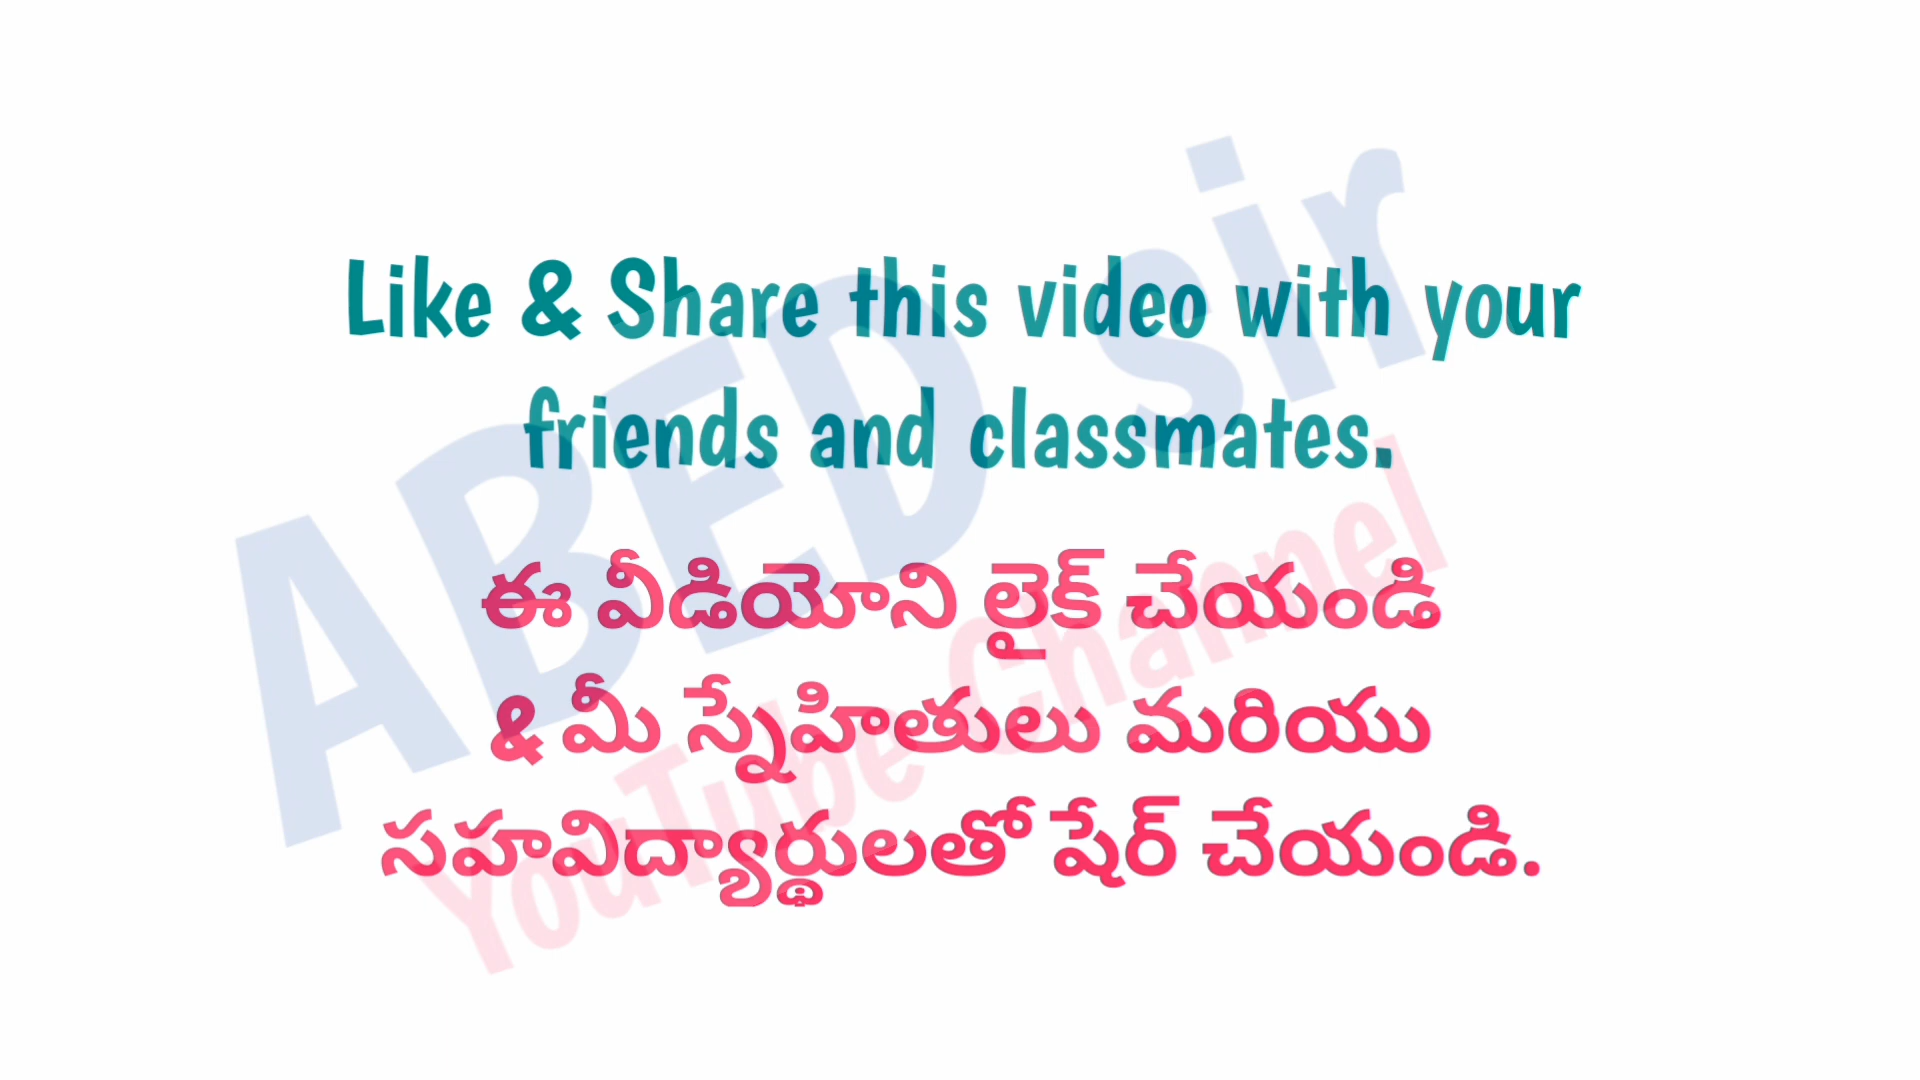 Like & Share this video with your
friends and classmates.
ఈ వీడియోని లైక్ చేయండి
& మీ స్నేహితులు మరియు
సహవిద్యార్థులతో షేర్ చేయండి.
ABED sir
YouTube Channel